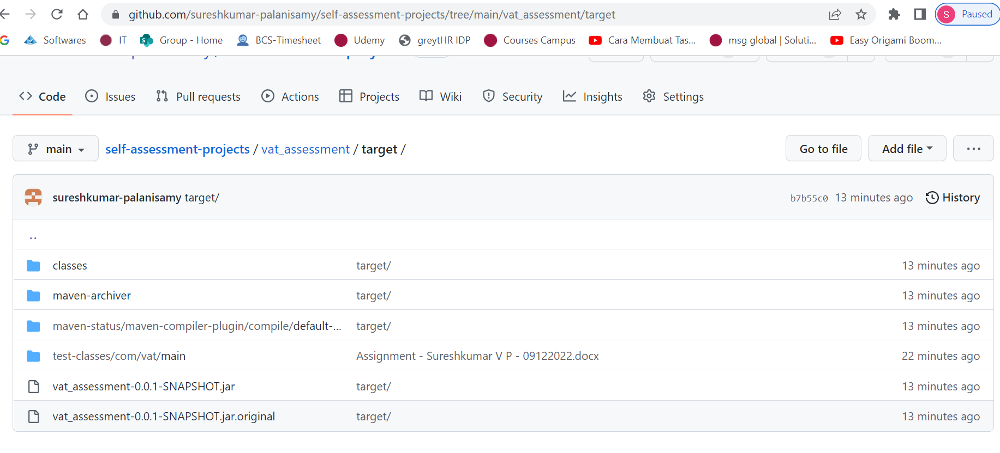 github.com/sureshkumar-palanisamy/self-assessment-projects/tree/main/vat_assessment/target
S Paused
Softwares IT S Group - Home BCS-Timesheet Udemy greytHR IDP Courses Campus Cara Membuat Tas... msg global | Soluti... Easy Origami Boom...
Code Issues Pull requests Actions Projects Wiki Security Insights Settings
main self-assessment-projects / vat_assessment / target / Go to file Add file ...
sureshkumar-palanisamy target/ b7b55c0 13 minutes ago History
..
classes target/ 13 minutes ago
maven-archiver target/ 13 minutes ago
maven-status/maven-compiler-plugin/compile/default-... target/ 13 minutes ago
test-classes/com/vat/main Assignment - Sureshkumar V P - 09122022.docx 22 minutes ago
vat_assessment-0.0.1-SNAPSHOT.jar target/ 13 minutes ago
vat_assessment-0.0.1-SNAPSHOT.jar.original target/ 13 minutes ago